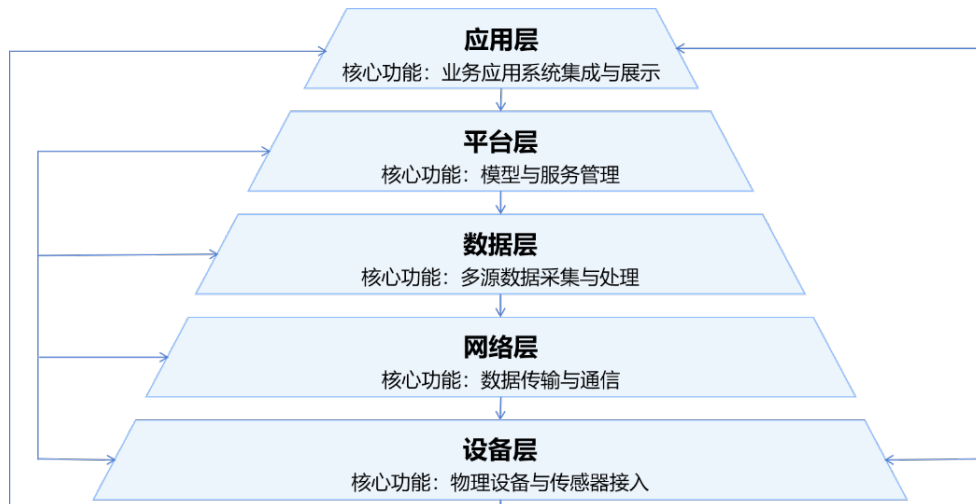 应用层
核心功能：业务应用系统集成与展示
平台层
核心功能：模型与服务管理
数据层
核心功能：多源数据采集与处理
网络层
核心功能：数据传输与通信
设备层
核心功能：物理设备与传感器接入